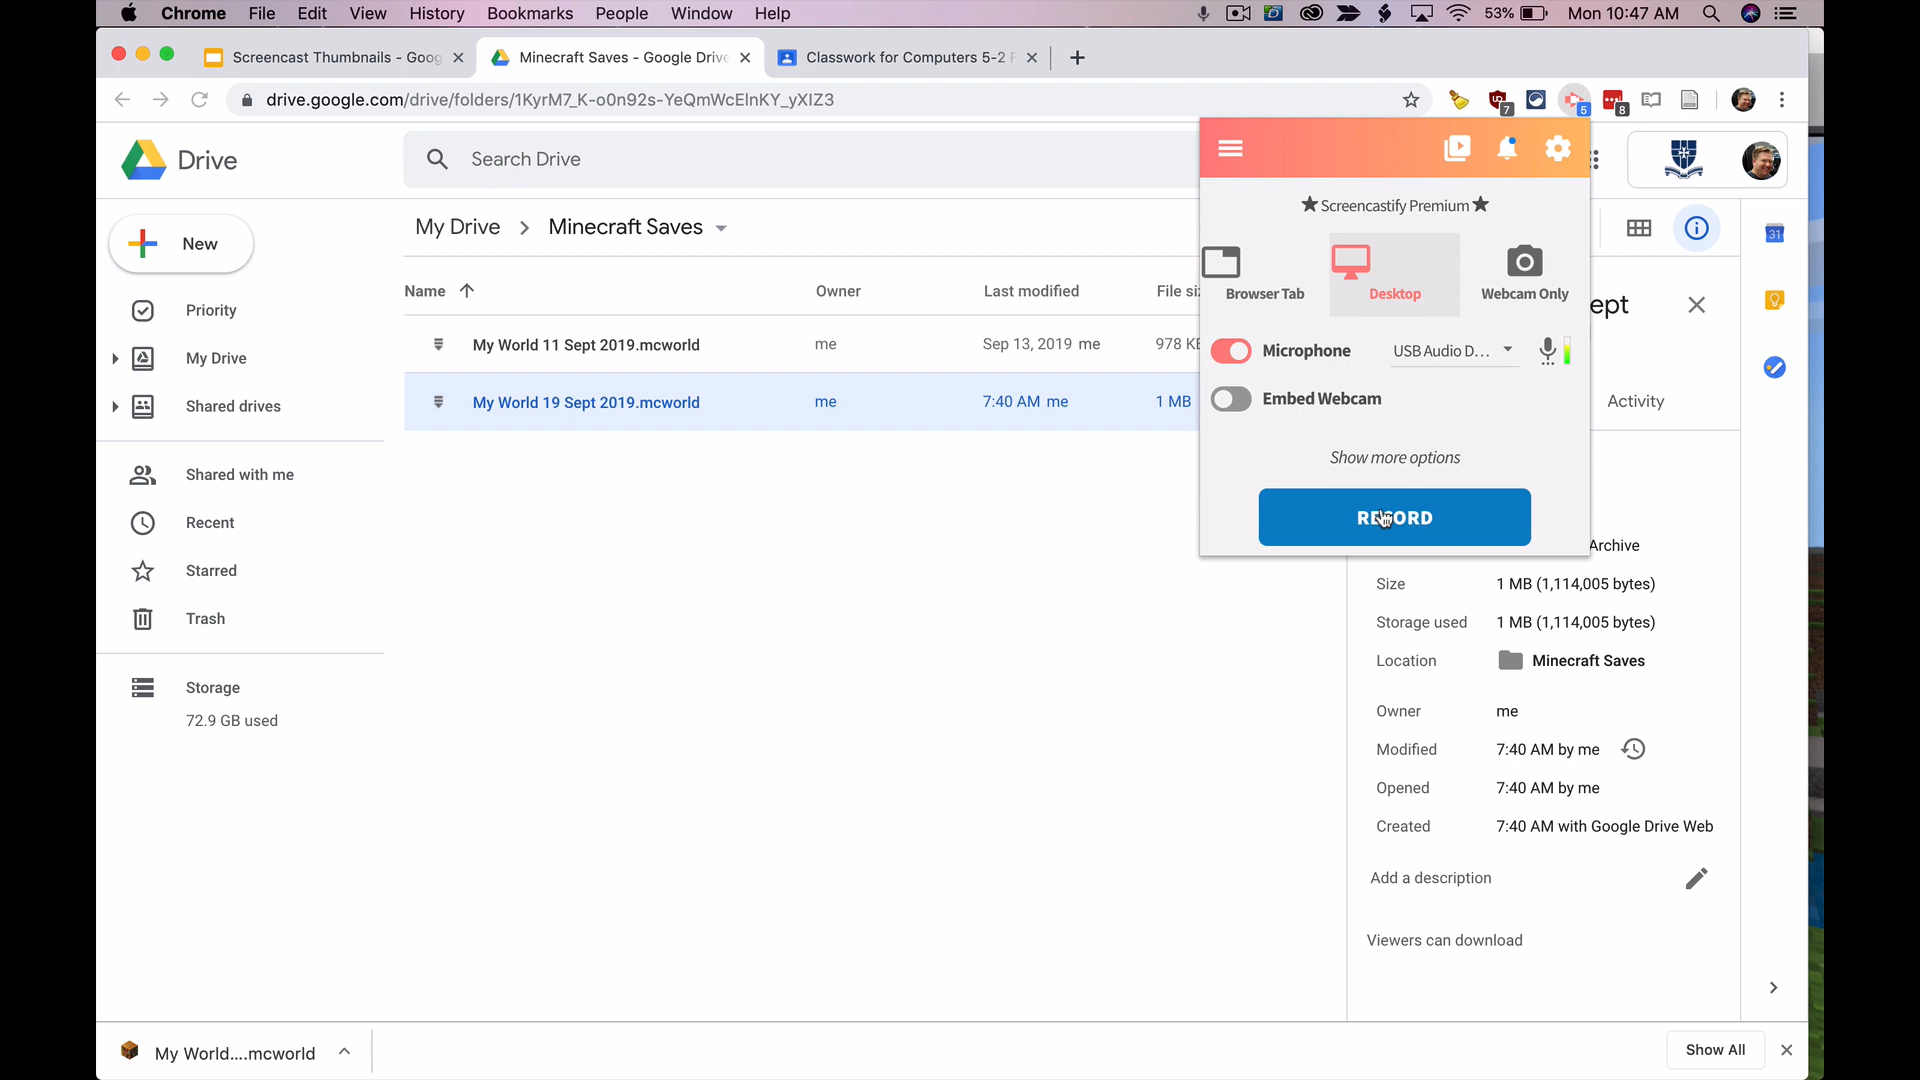 Chrome File Edit View History Bookmarks People Window Help 53% Mon 10:47 AM
Screencast Thumbnails - Goog Minecraft Saves - Google Drive Classwork for Computers 5-2 F
drive.google.com/drive/folders/1KyrM7_K-o0n92s-YeQmWcElnKY_yXIZ3 7 5 8
Drive Search Drive
Screencastify Premium
New My Drive Minecraft Saves 31
Browser Tab Desktop Webcam Only
Name Owner Last modified File si ept
Priority
My World 11 Sept 2019.mcworld me Sep 13, 2019 me 978 KE
Microphone USB Audio D...
My Drive
My World 19 Sept 2019.mcworld me 7:40 AM me 1 MB
Embed Webcam Activity
Shared drives
Show more options
Shared with me
Recent RECORD
Archive
Starred Size 1 MB (1,114,005 bytes)
Trash Storage used 1 MB (1,114,005 bytes)
Location Minecraft Saves
Storage
72.9 GB used Owner me
Modified 7:40 AM by me
Opened 7:40 AM by me
Created 7:40 AM with Google Drive Web
Add a description
Viewers can download
My World....mcworld Show All